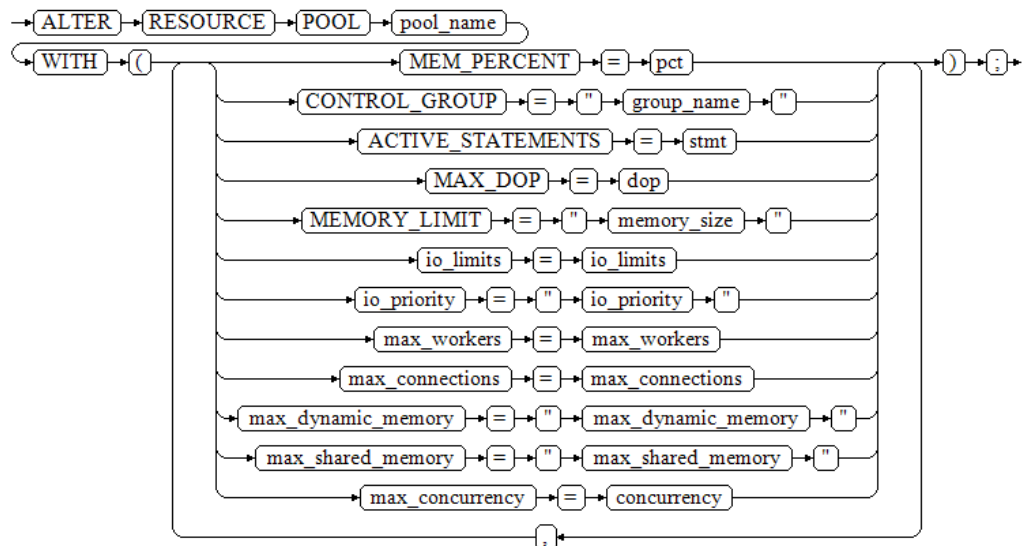 ALTER RESOURCE POOL pool_name
WITH ( MEM_PERCENT = pct ) ;
CONTROL_GROUP = " group_name "
ACTIVE_STATEMENTS = stmt
MAX_DOP = dop
MEMORY_LIMIT = " memory_size "
io_limits = io_limits
io_priority = " io_priority "
max_workers = max_workers
max_connections = max_connections
max_dynamic_memory = " max_dynamic_memory "
max_shared_memory = " max_shared_memory "
max_concurrency = concurrency
,